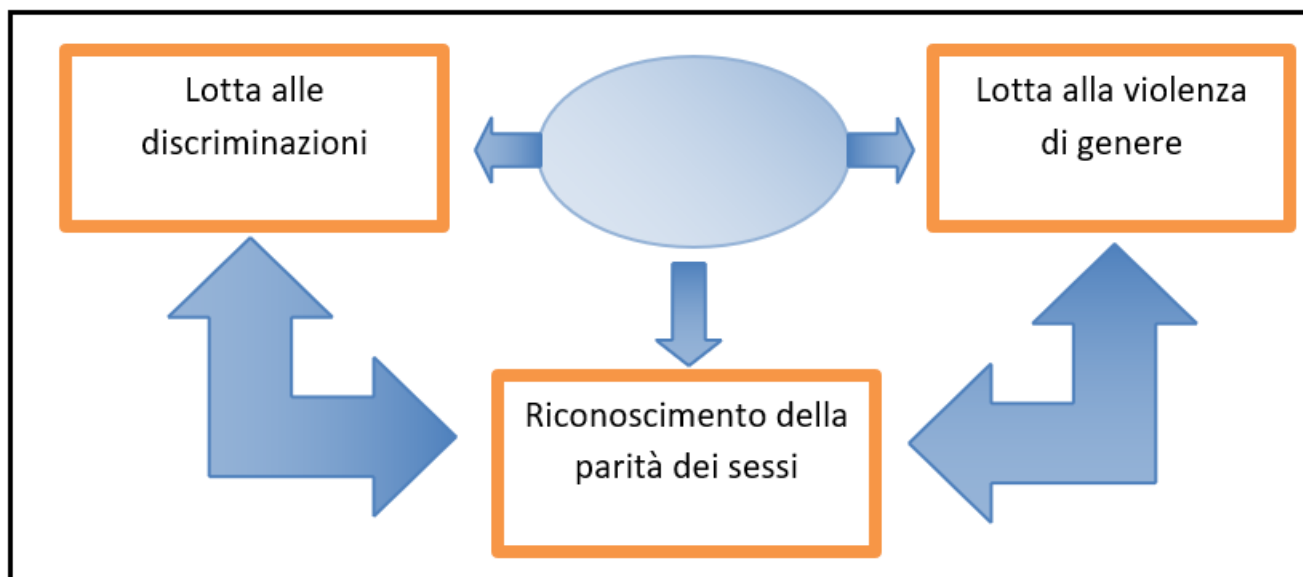 Lotta alle
discriminazioni
Lotta alla violenza
di genere
Riconoscimento della
parità dei sessi